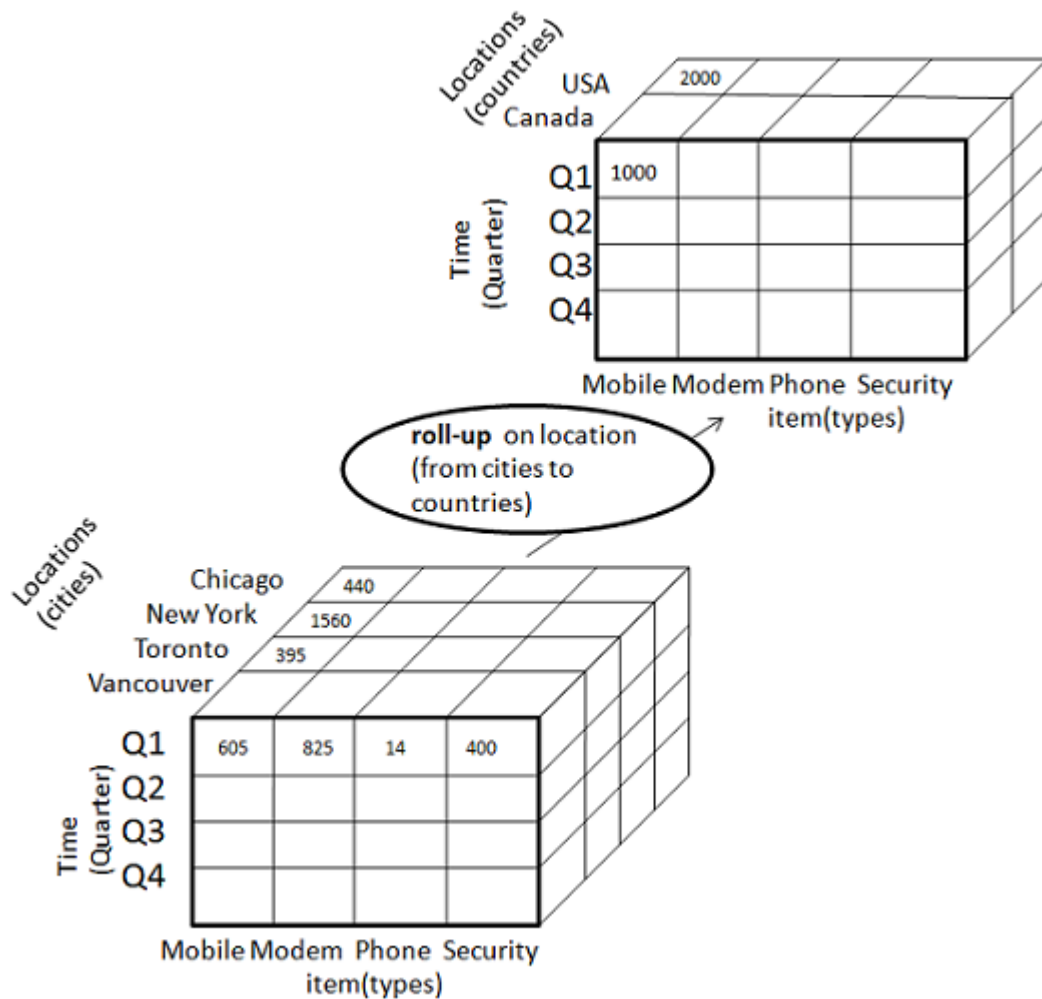 Locations
(countries)
USA
2000
Canada
Q1
1000
Q2
Q3
Q4
Time
(Quarter)
Mobile Modem Phone Security
item(types)
roll-up on location
(from cities to
countries)
Locations
(cities)
Chicago
440
New York
1560
Toronto
395
Vancouver
Q1
605 825 14 400
Q2
Q3
Q4
Time
(Quarter)
Mobile Modem Phone Security
item(types)